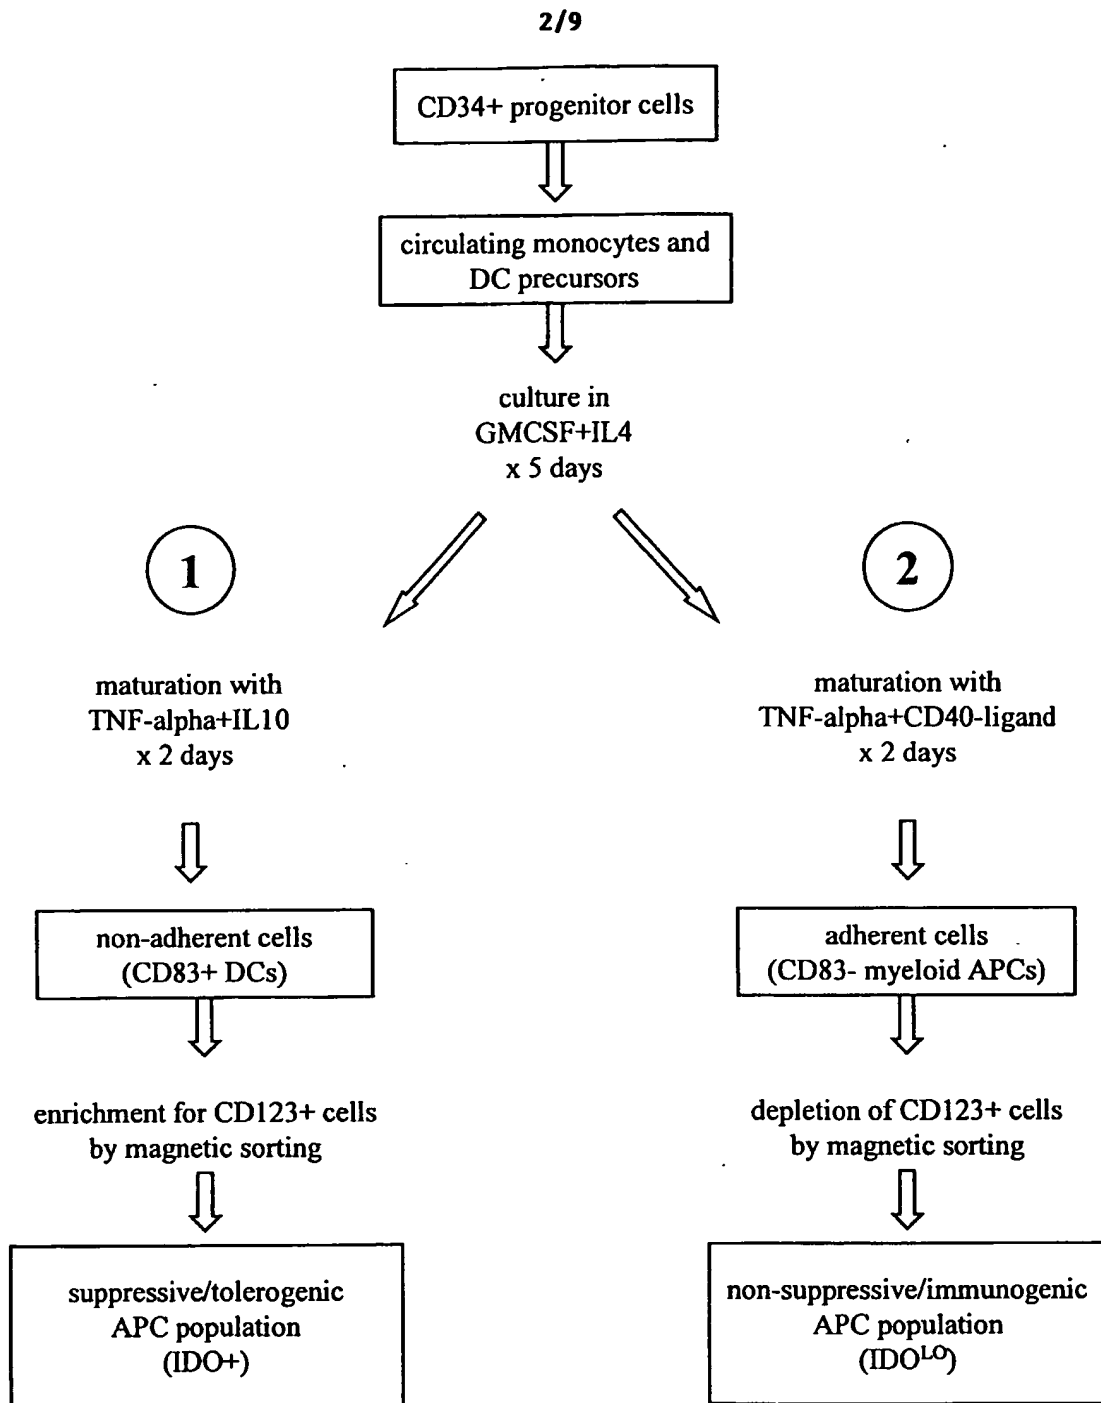 2/9
CD34+ progenitor cells
circulating monocytes and
DC precursors
culture in
GMCSF+IL4
x 5 days
1
maturation with
TNF-alpha+IL10
x 2 days
non-adherent cells
(CD83+ DCs)
enrichment for CD123+ cells
by magnetic sorting
suppressive/tolerogenic
APC population
(IDO+)
2
maturation with
TNF-alpha+CD40-ligand
x 2 days
adherent cells
(CD83- myeloid APCs)
depletion of CD123+ cells
by magnetic sorting
non-suppressive/immunogenic
APC population
(IDO^LO)